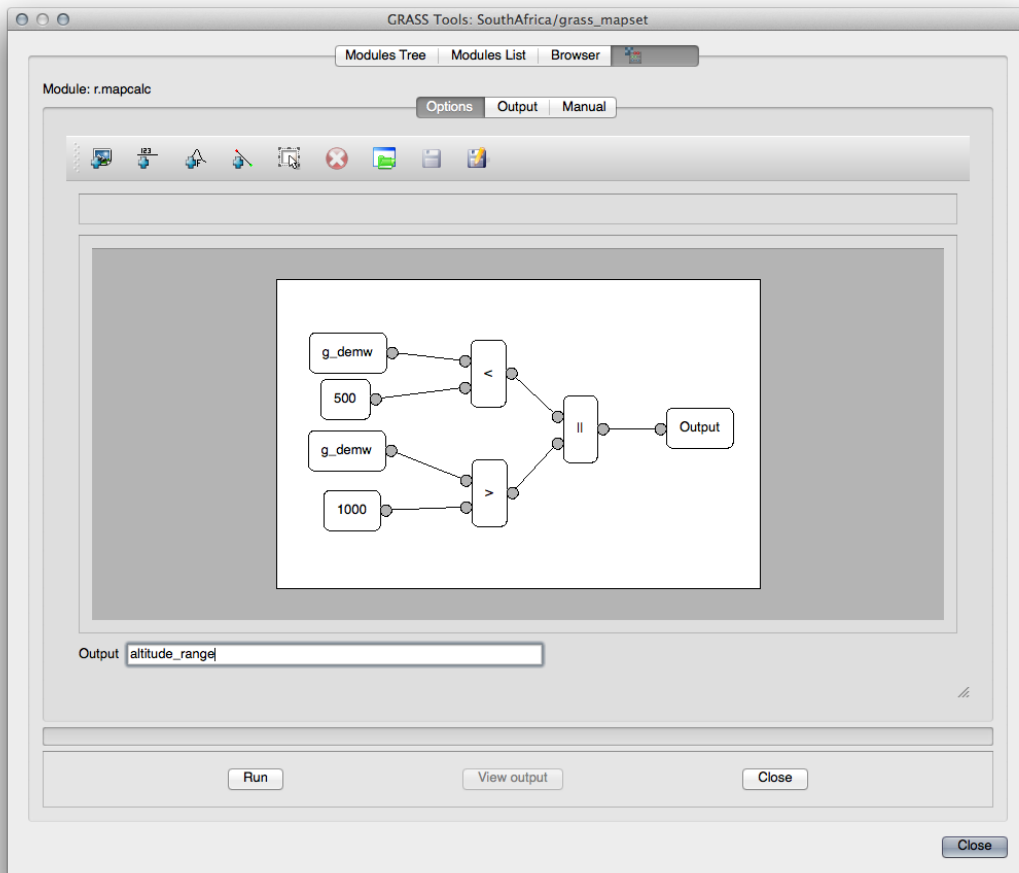 GRASS Tools: SouthAfrica/grass_mapset
Modules Tree
Modules List
Browser
Module: r.mapcalc
Options
Output
Manual
123
F
g_demw
<
500
||
Output
g_demw
>
1000
Output altitude_range
Run
View output
Close
Close